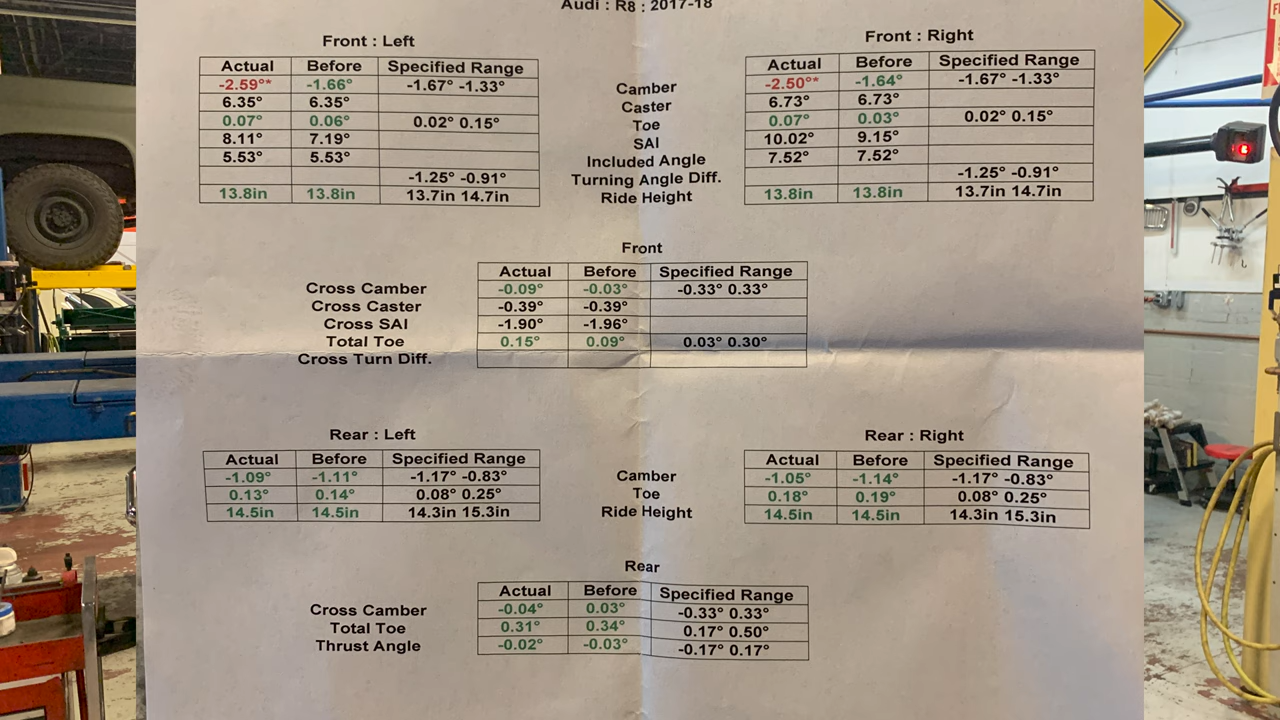 Audi : R8 : 2017-18
Front : Left
Actual Before Specified Range
-2.59°* -1.66° -1.67° -1.33°
6.35° 6.35°
0.07° 0.06° 0.02° 0.15°
8.11° 7.19°
5.53° 5.53°
-1.25° -0.91°
13.8in 13.8in 13.7in 14.7in
Camber
Caster
Toe
SAI
Included Angle
Turning Angle Diff.
Ride Height
Front : Right
Actual Before Specified Range
-2.50°* -1.64° -1.67° -1.33°
6.73° 6.73°
0.07° 0.03° 0.02° 0.15°
10.02° 9.15°
7.52° 7.52°
-1.25° -0.91°
13.8in 13.8in 13.7in 14.7in
Front
Actual Before Specified Range
Cross Camber -0.09° -0.03° -0.33° 0.33°
Cross Caster -0.39° -0.39°
Cross SAI -1.90° -1.96°
Total Toe 0.15° 0.09° 0.03° 0.30°
Cross Turn Diff.
Rear : Left
Actual Before Specified Range
-1.09° -1.11° -1.17° -0.83°
0.13° 0.14° 0.08° 0.25°
14.5in 14.5in 14.3in 15.3in
Camber
Toe
Ride Height
Rear : Right
Actual Before Specified Range
-1.05° -1.14° -1.17° -0.83°
0.18° 0.19° 0.08° 0.25°
14.5in 14.5in 14.3in 15.3in
Rear
Actual Before Specified Range
Cross Camber -0.04° 0.03° -0.33° 0.33°
Total Toe 0.31° 0.34° 0.17° 0.50°
Thrust Angle -0.02° -0.03° -0.17° 0.17°